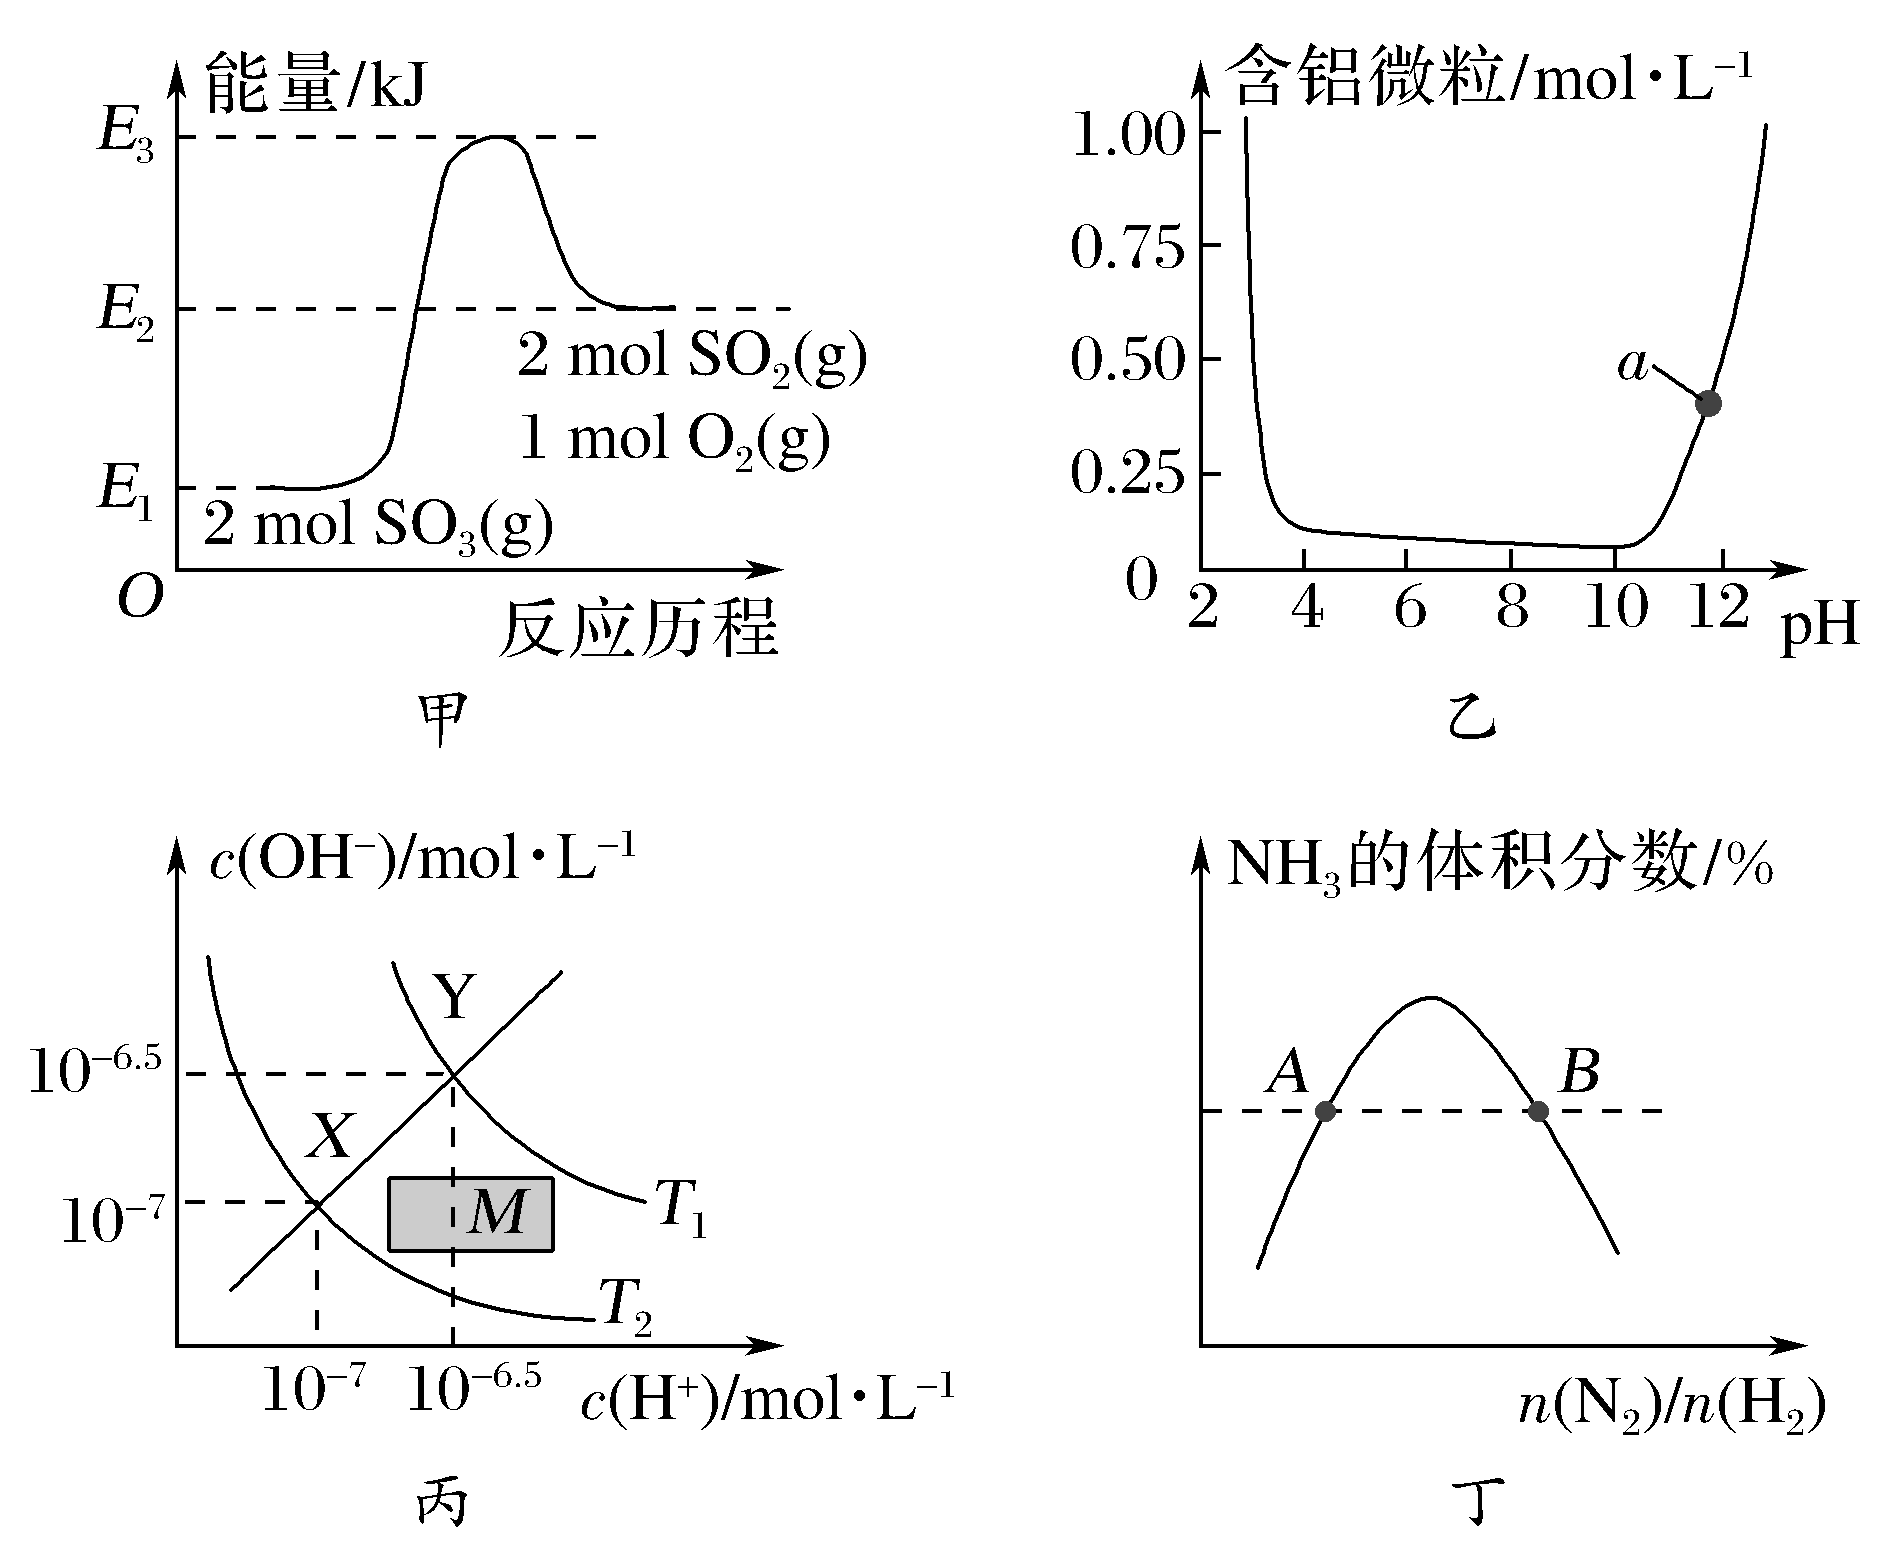 能量/kJ
E₃
E₂
2 mol SO₂(g)
1 mol O₂(g)
E₁
2 mol SO₃(g)
O
反应历程
甲
含铝微粒/mol·L⁻¹
1.00
0.75
0.50
a
0.25
0
2 4 6 8 10 12
pH
乙
c(OH⁻)/mol·L⁻¹
Y
10⁻⁶·⁵
X
10⁻⁷
M
T₁
T₂
10⁻⁷ 10⁻⁶·⁵
c(H⁺)/mol·L⁻¹
丙
NH₃的体积分数/%
A B
n(N₂)/n(H₂)
丁